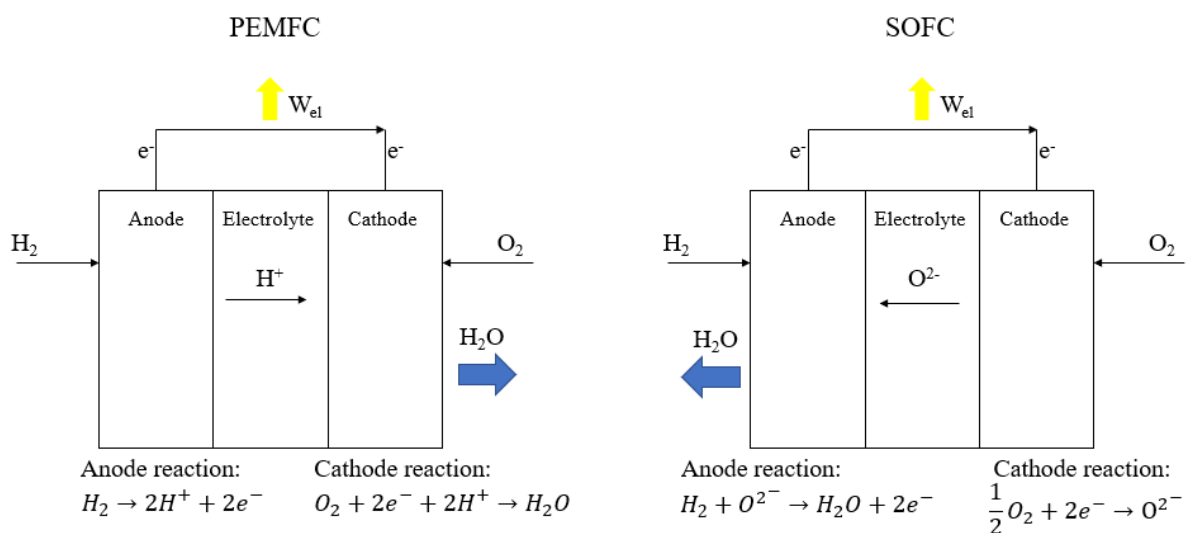 PEMFC
W_el
e⁻
e⁻
Anode
Electrolyte
Cathode
H₂
O₂
H⁺
H₂O
Anode reaction:
H₂ → 2H⁺ + 2e⁻
Cathode reaction:
O₂ + 2e⁻ + 2H⁺ → H₂O
SOFC
W_el
e⁻
e⁻
Anode
Electrolyte
Cathode
H₂
O₂
O²⁻
H₂O
Anode reaction:
H₂ + O²⁻ → H₂O + 2e⁻
Cathode reaction:
1/2 O₂ + 2e⁻ → O²⁻